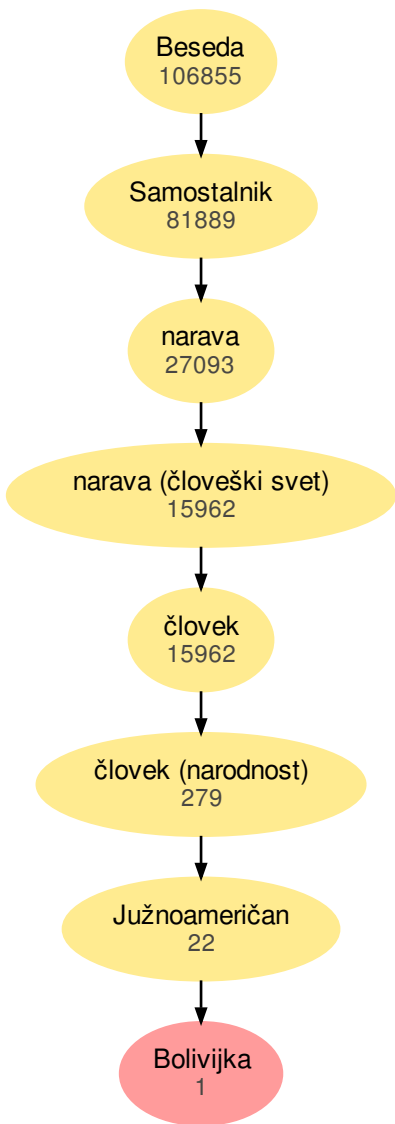 Beseda
106855
Samostalnik
81889
narava
27093
narava (človeški svet)
15962
človek
15962
človek (narodnost)
279
Južnoameričan
22
Bolivijka
1